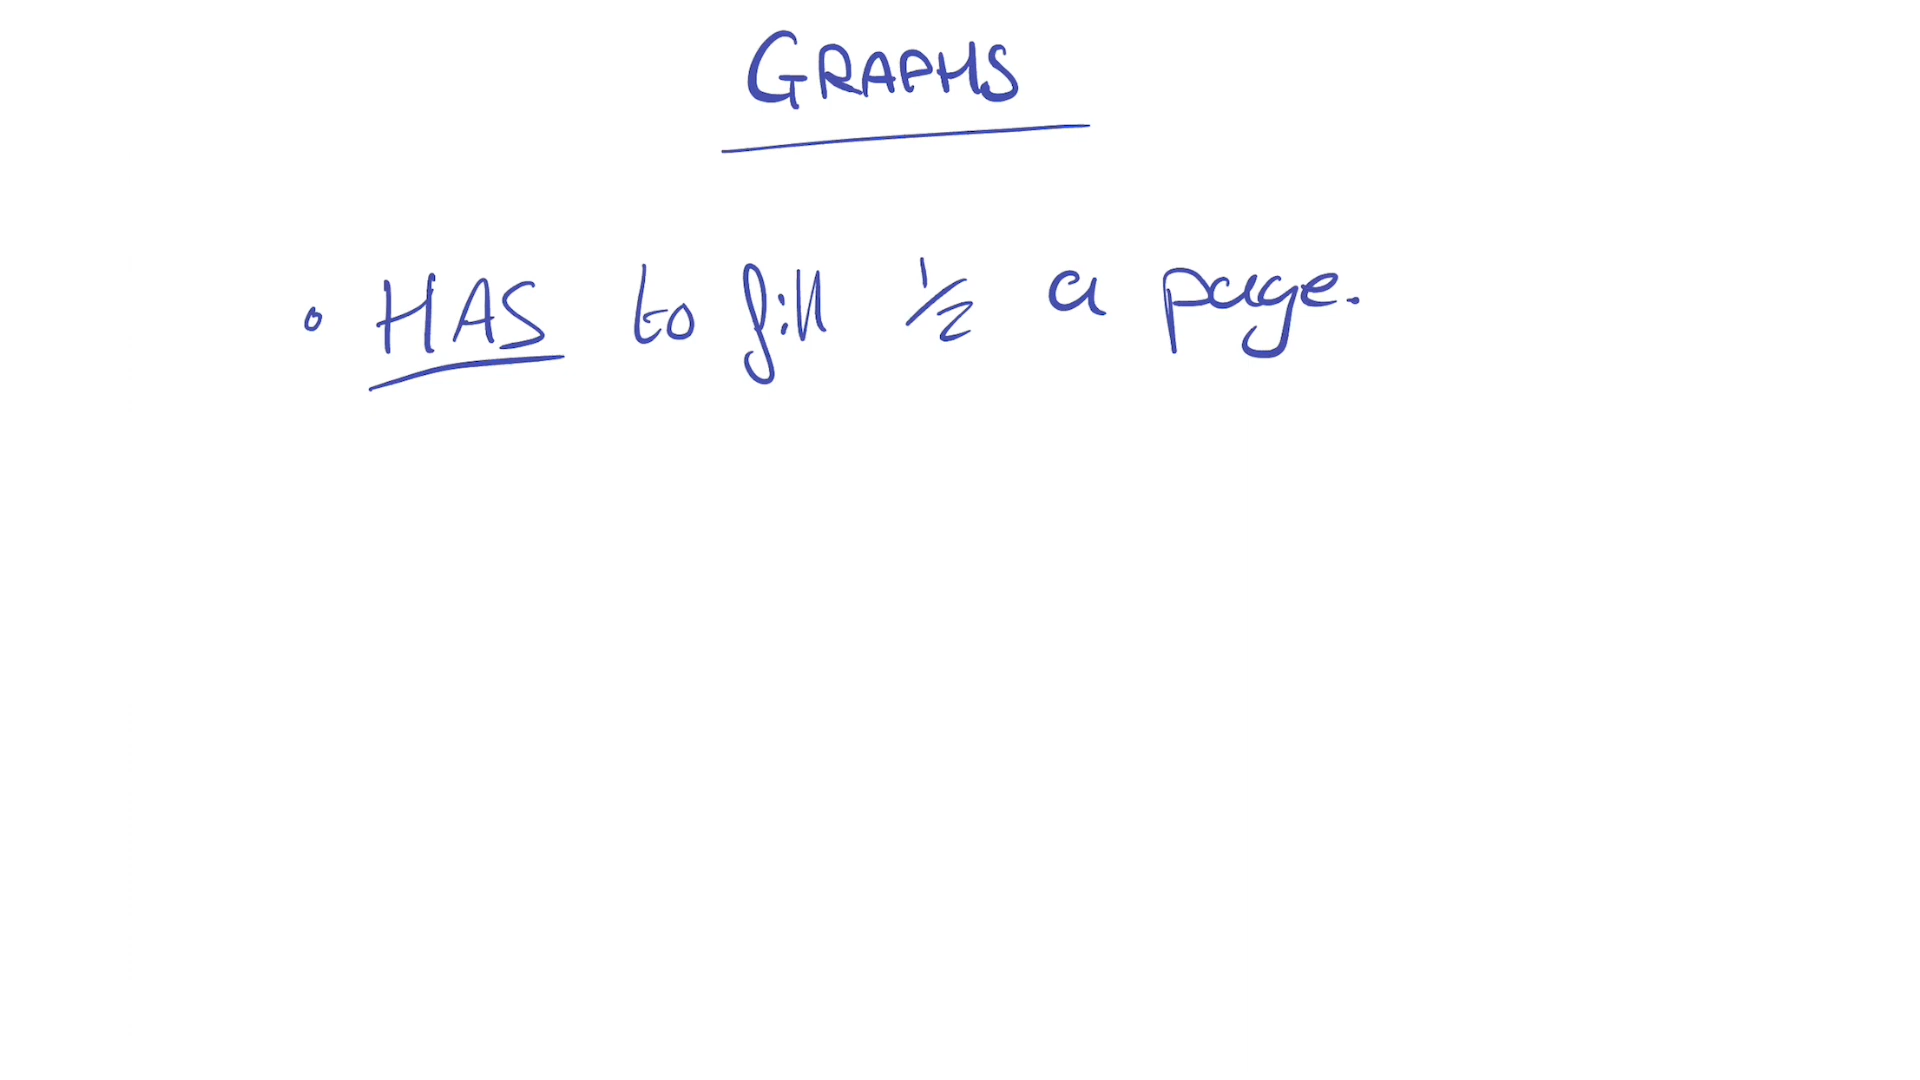 GRAPHS
• HAS to fill 1/2 a page.